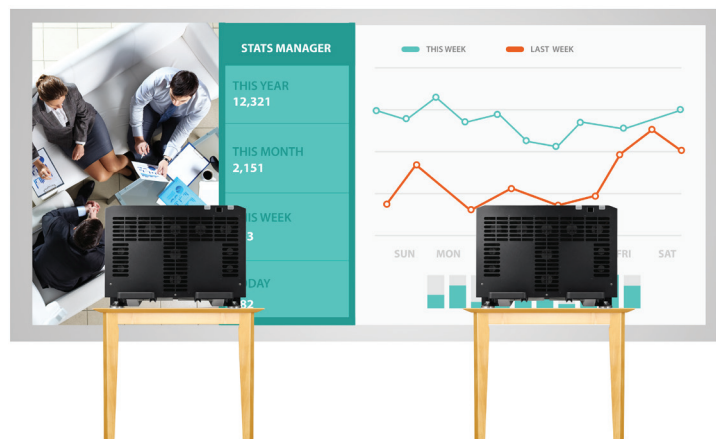 STATS MANAGER
THIS YEAR
12,321
THIS MONTH
2,151
THIS WEEK
LAST WEEK
SUN
MON
FRI
SAT